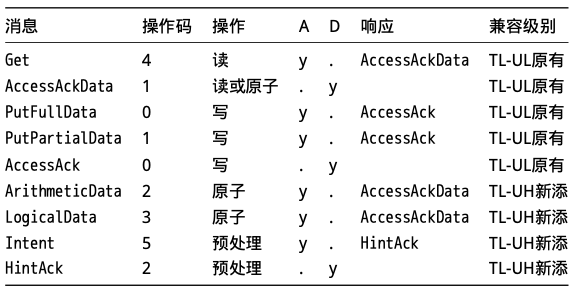 消息 操作码 操作 A D 响应 兼容级别
Get 4 读 y . AccessAckData TL-UL原有
AccessAckData 1 读或原子 . y TL-UL原有
PutFullData 0 写 y . AccessAck TL-UL原有
PutPartialData 1 写 y . AccessAck TL-UL原有
AccessAck 0 写 . y TL-UL原有
ArithmeticData 2 原子 y . AccessAckData TL-UH新添
LogicalData 3 原子 y . AccessAckData TL-UH新添
Intent 5 预处理 y . HintAck TL-UH新添
HintAck 2 预处理 . y TL-UH新添